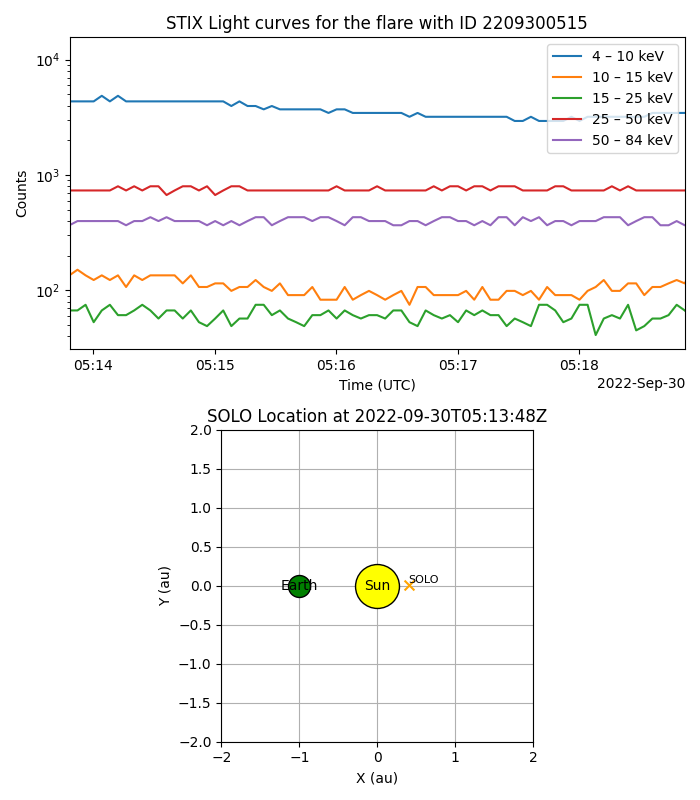 STIX Light curves for the flare with ID 2209300515
10⁴
10³
10²
Counts
4 – 10 keV
10 – 15 keV
15 – 25 keV
25 – 50 keV
50 – 84 keV
05:14 05:15 05:16 05:17 05:18
Time (UTC)
2022-Sep-30
SOLO Location at 2022-09-30T05:13:48Z
2.0
1.5
1.0
0.5
0.0
−0.5
−1.0
−1.5
−2.0
Y (au)
Earth
Sun
SOLO
−2 −1 0 1 2
X (au)